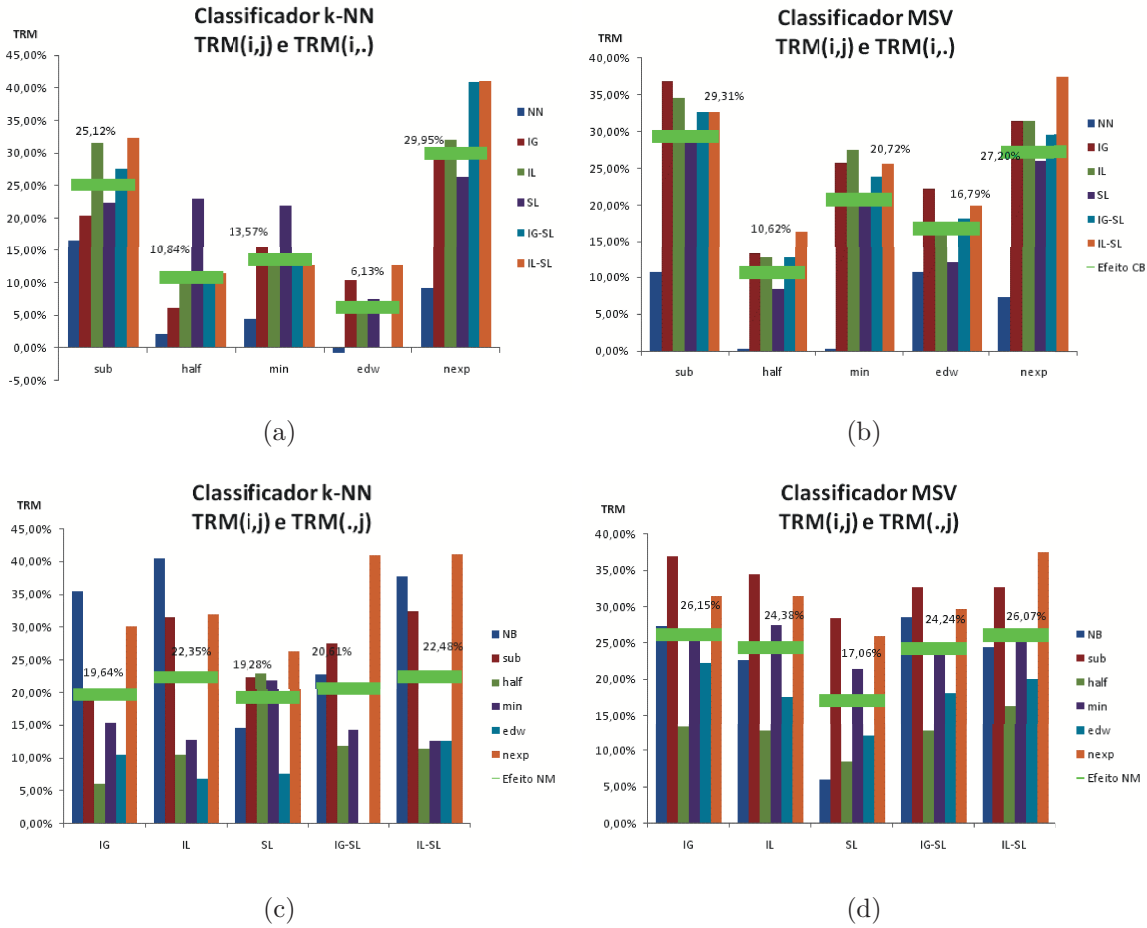 Classificador k-NN
TRM(i,j) e TRM(i,.)
TRM
45,00%
40,00%
35,00%
30,00%
25,00%
20,00%
15,00%
10,00%
5,00%
0,00%
-5,00%
25,12%
10,84%
13,57%
6,13%
29,95%
sub
half
min
edw
nexp
NN
IG
IL
SL
IG-SL
IL-SL
(a)
Classificador MSV
TRM(i,j) e TRM(i,.)
TRM
40,00%
35,00%
30,00%
25,00%
20,00%
15,00%
10,00%
5,00%
0,00%
29,31%
10,62%
20,72%
16,79%
27,20%
sub
half
min
edw
nexp
NN
IG
IL
SL
IG-SL
IL-SL
Efeito CB
(b)
Classificador k-NN
TRM(i,j) e TRM(.,j)
TRM
45,00%
40,00%
35,00%
30,00%
25,00%
20,00%
15,00%
10,00%
5,00%
0,00%
19,64%
22,35%
19,28%
20,61%
22,48%
IG
IL
SL
IG-SL
IL-SL
NB
sub
half
min
edw
nexp
Efeito NM
(c)
Classificador MSV
TRM(i,j) e TRM(.,j)
TRM
40,00%
35,00%
30,00%
25,00%
20,00%
15,00%
10,00%
5,00%
0,00%
26,15%
24,38%
17,06%
24,24%
26,07%
IG
IL
SL
IG-SL
IL-SL
NB
sub
half
min
edw
nexp
Efeito NM
(d)